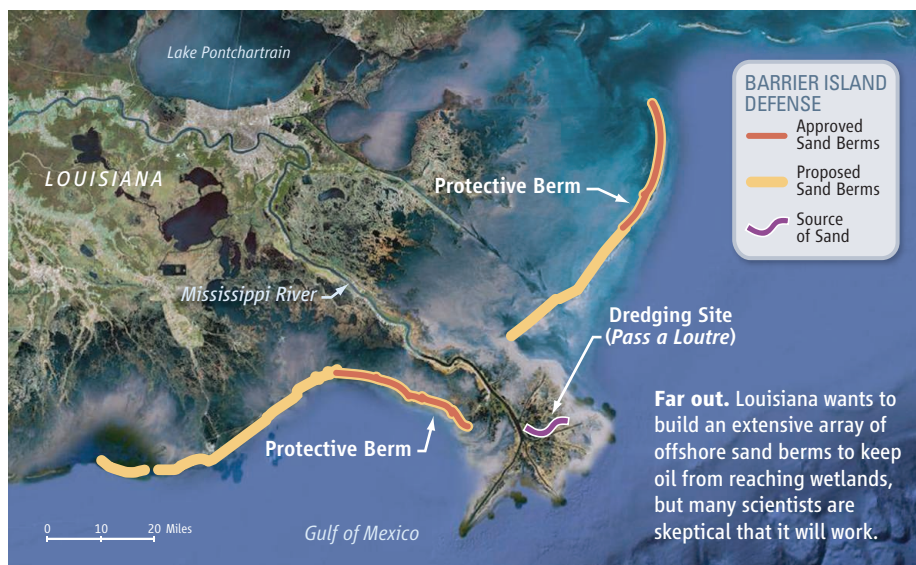 Lake Pontchartrain
BARRIER ISLAND
DEFENSE
Approved
Sand Berms
Proposed
Sand Berms
Source
of Sand
LOUISIANA
Protective Berm
Mississippi River
Dredging Site
(Pass a Loutre)
Protective Berm
Far out. Louisiana wants to
build an extensive array of
offshore sand berms to keep
oil from reaching wetlands,
but many scientists are
skeptical that it will work.
0 10 20 Miles
Gulf of Mexico